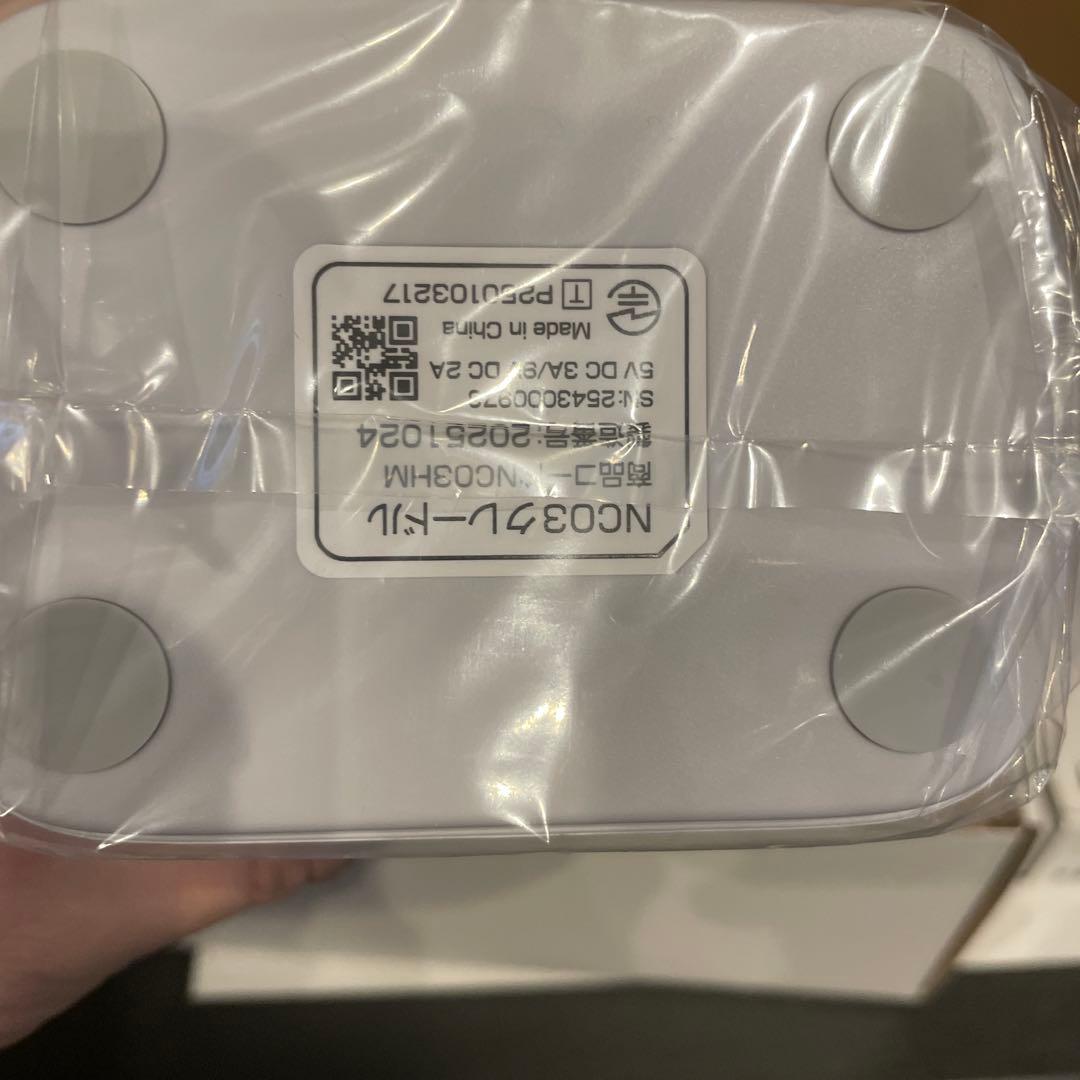 NC03クレードル
商品コード:NC03HM
製造番号:20251024
SN:2543000973
5V DC 3A/9V DC 2A
Made in China
T P250103217